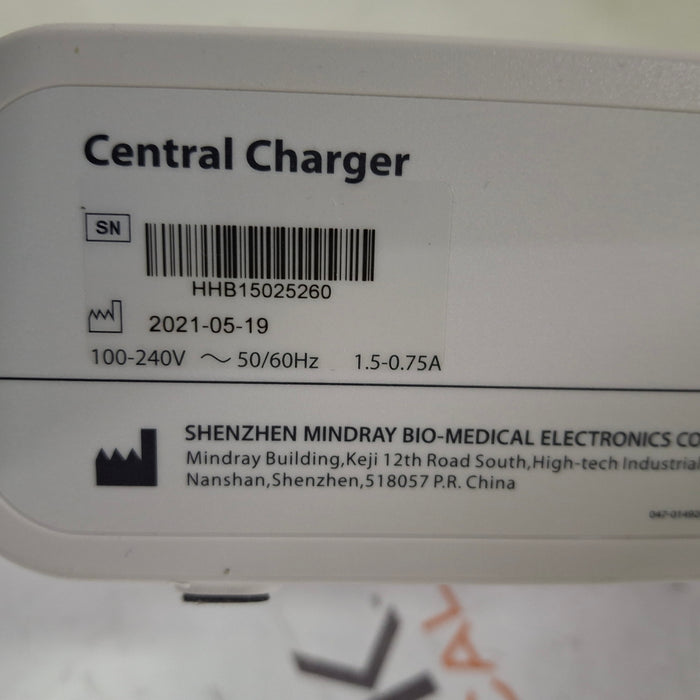 Central Charger
SN
HHB15025260
2021-05-19
100-240V ～ 50/60Hz 1.5-0.75A
SHENZHEN MINDRAY BIO-MEDICAL ELECTRONICS CO
Mindray Building,Keji 12th Road South,High-tech Industrial
Nanshan,Shenzhen,518057 P.R. China